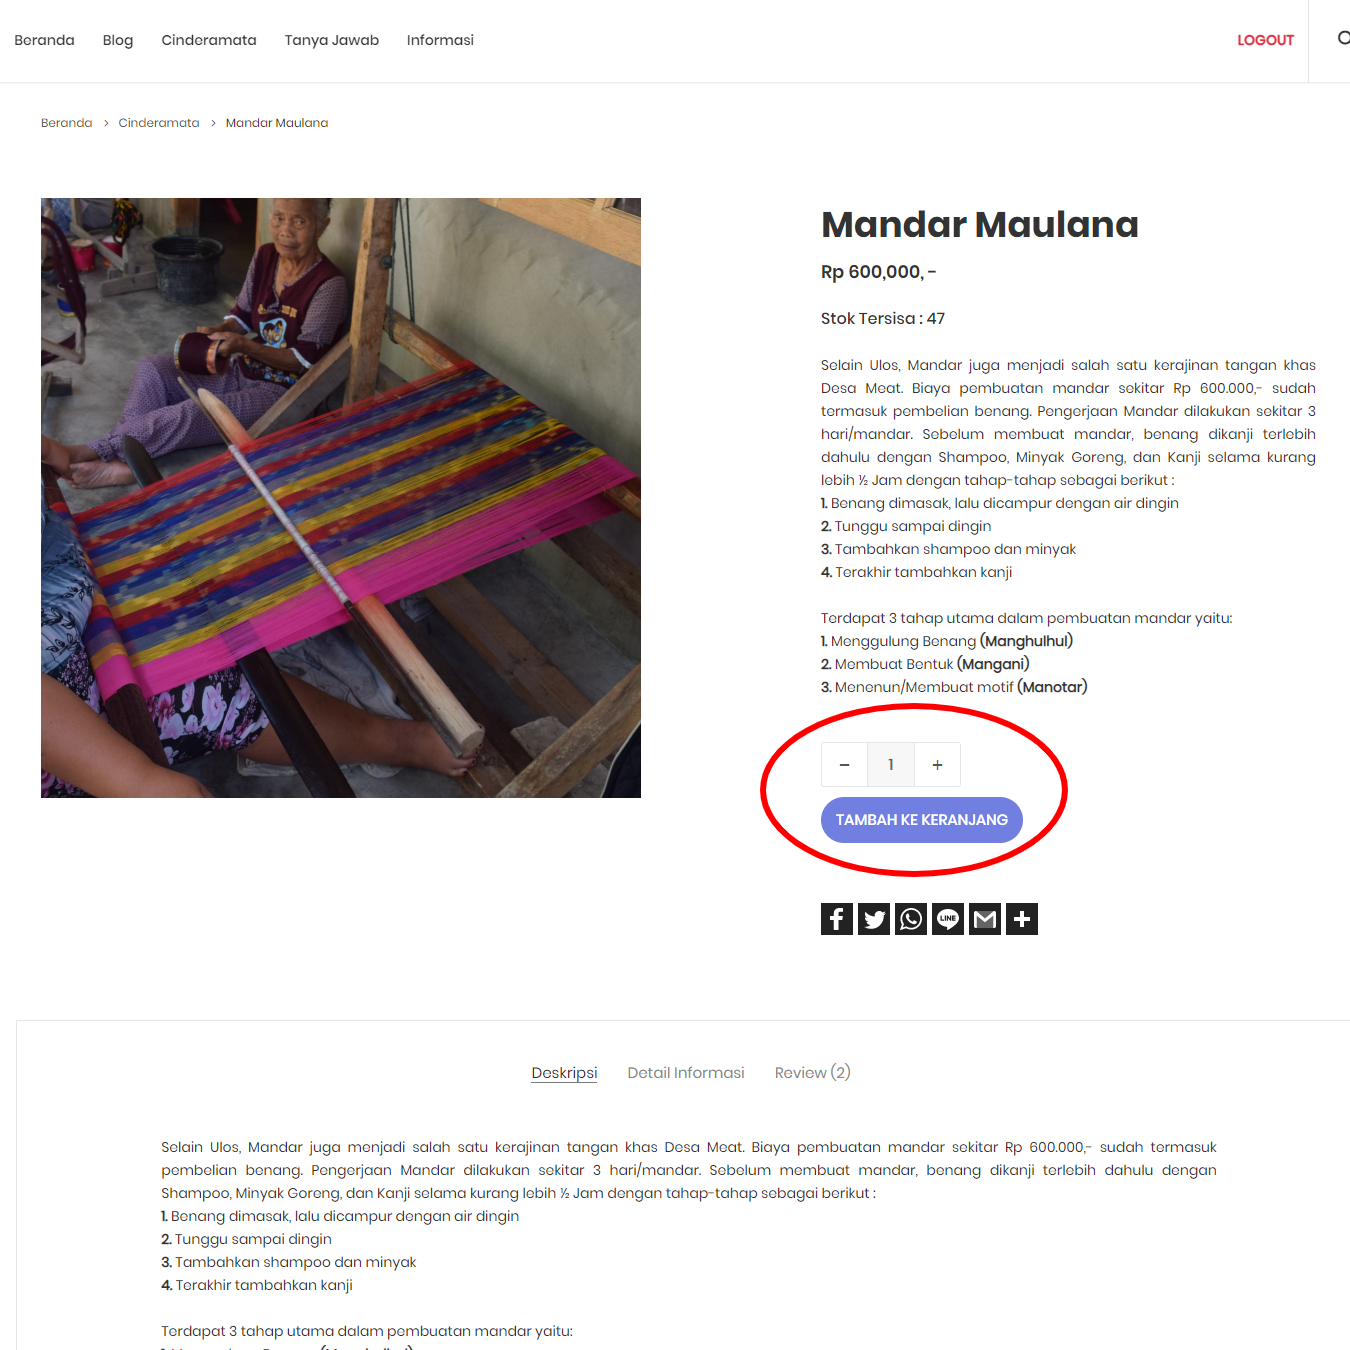 Beranda Blog Cinderamata Tanya Jawab Informasi LOGOUT
Beranda > Cinderamata > Mandar Maulana
Mandar Maulana
Rp 600,000, -
Stok Tersisa : 47
Selain Ulos, Mandar juga menjadi salah satu kerajinan tangan khas
Desa Meat. Biaya pembuatan mandar sekitar Rp 600.000,- sudah
termasuk pembelian benang. Pengerjaan Mandar dilakukan sekitar 3
hari/mandar. Sebelum membuat mandar, benang dikanji terlebih
dahulu dengan Shampoo, Minyak Goreng, dan Kanji selama kurang
lebih ½ Jam dengan tahap-tahap sebagai berikut :
1. Benang dimasak, lalu dicampur dengan air dingin
2. Tunggu sampai dingin
3. Tambahkan shampoo dan minyak
4. Terakhir tambahkan kanji
Terdapat 3 tahap utama dalam pembuatan mandar yaitu:
1. Menggulung Benang (Manghulhul)
2. Membuat Bentuk (Mangani)
3. Menenun/Membuat motif (Manotar)
- 1 +
TAMBAH KE KERANJANG
LINE
Deskripsi Detail Informasi Review (2)
Selain Ulos, Mandar juga menjadi salah satu kerajinan tangan khas Desa Meat. Biaya pembuatan mandar sekitar Rp 600.000,- sudah termasuk
pembelian benang. Pengerjaan Mandar dilakukan sekitar 3 hari/mandar. Sebelum membuat mandar, benang dikanji terlebih dahulu dengan
Shampoo, Minyak Goreng, dan Kanji selama kurang lebih ½ Jam dengan tahap-tahap sebagai berikut :
1. Benang dimasak, lalu dicampur dengan air dingin
2. Tunggu sampai dingin
3. Tambahkan shampoo dan minyak
4. Terakhir tambahkan kanji
Terdapat 3 tahap utama dalam pembuatan mandar yaitu: